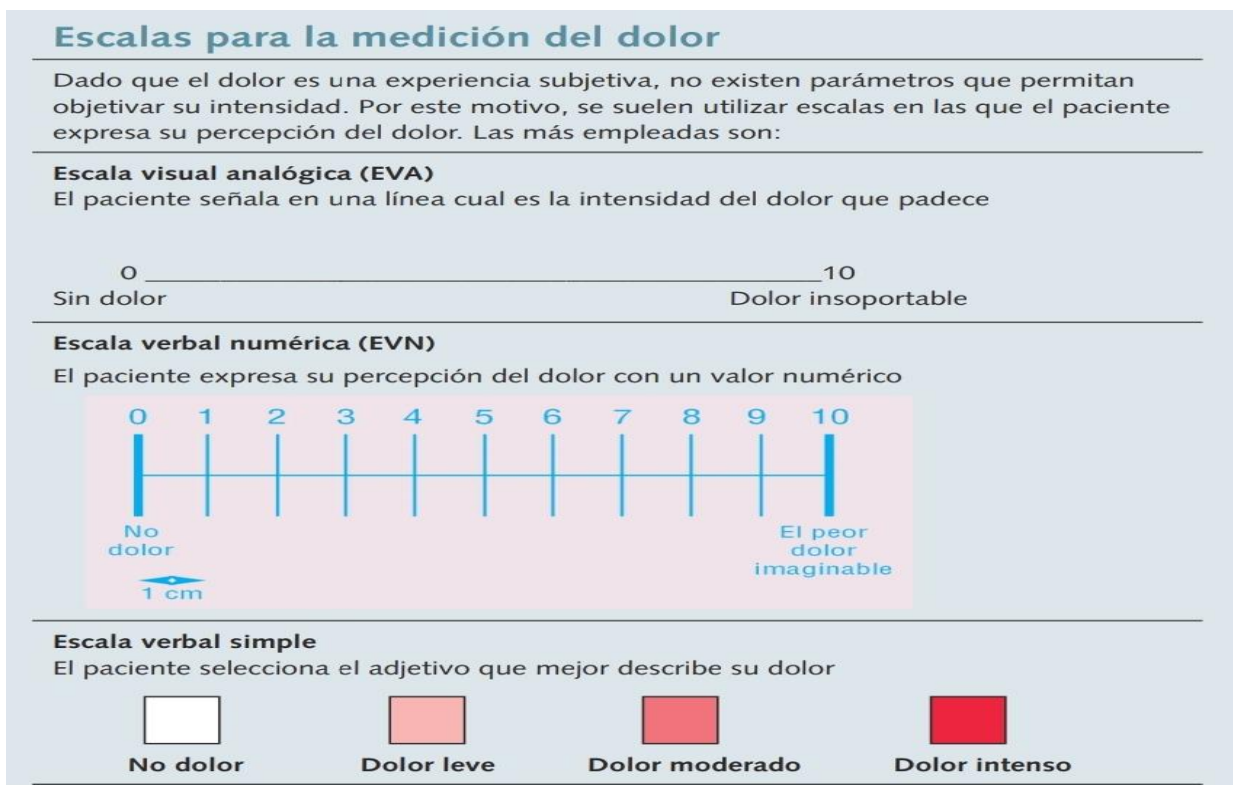 Escalas para la medición del dolor
Dado que el dolor es una experiencia subjetiva, no existen parámetros que permitan
objetivar su intensidad. Por este motivo, se suelen utilizar escalas en las que el paciente
expresa su percepción del dolor. Las más empleadas son:
Escala visual analógica (EVA)
El paciente señala en una línea cual es la intensidad del dolor que padece
0 10
Sin dolor Dolor insoportable
Escala verbal numérica (EVN)
El paciente expresa su percepción del dolor con un valor numérico
0 1 2 3 4 5 6 7 8 9 10
No
dolor
El peor
dolor
imaginable
1 cm
Escala verbal simple
El paciente selecciona el adjetivo que mejor describe su dolor
No dolor Dolor leve Dolor moderado Dolor intenso